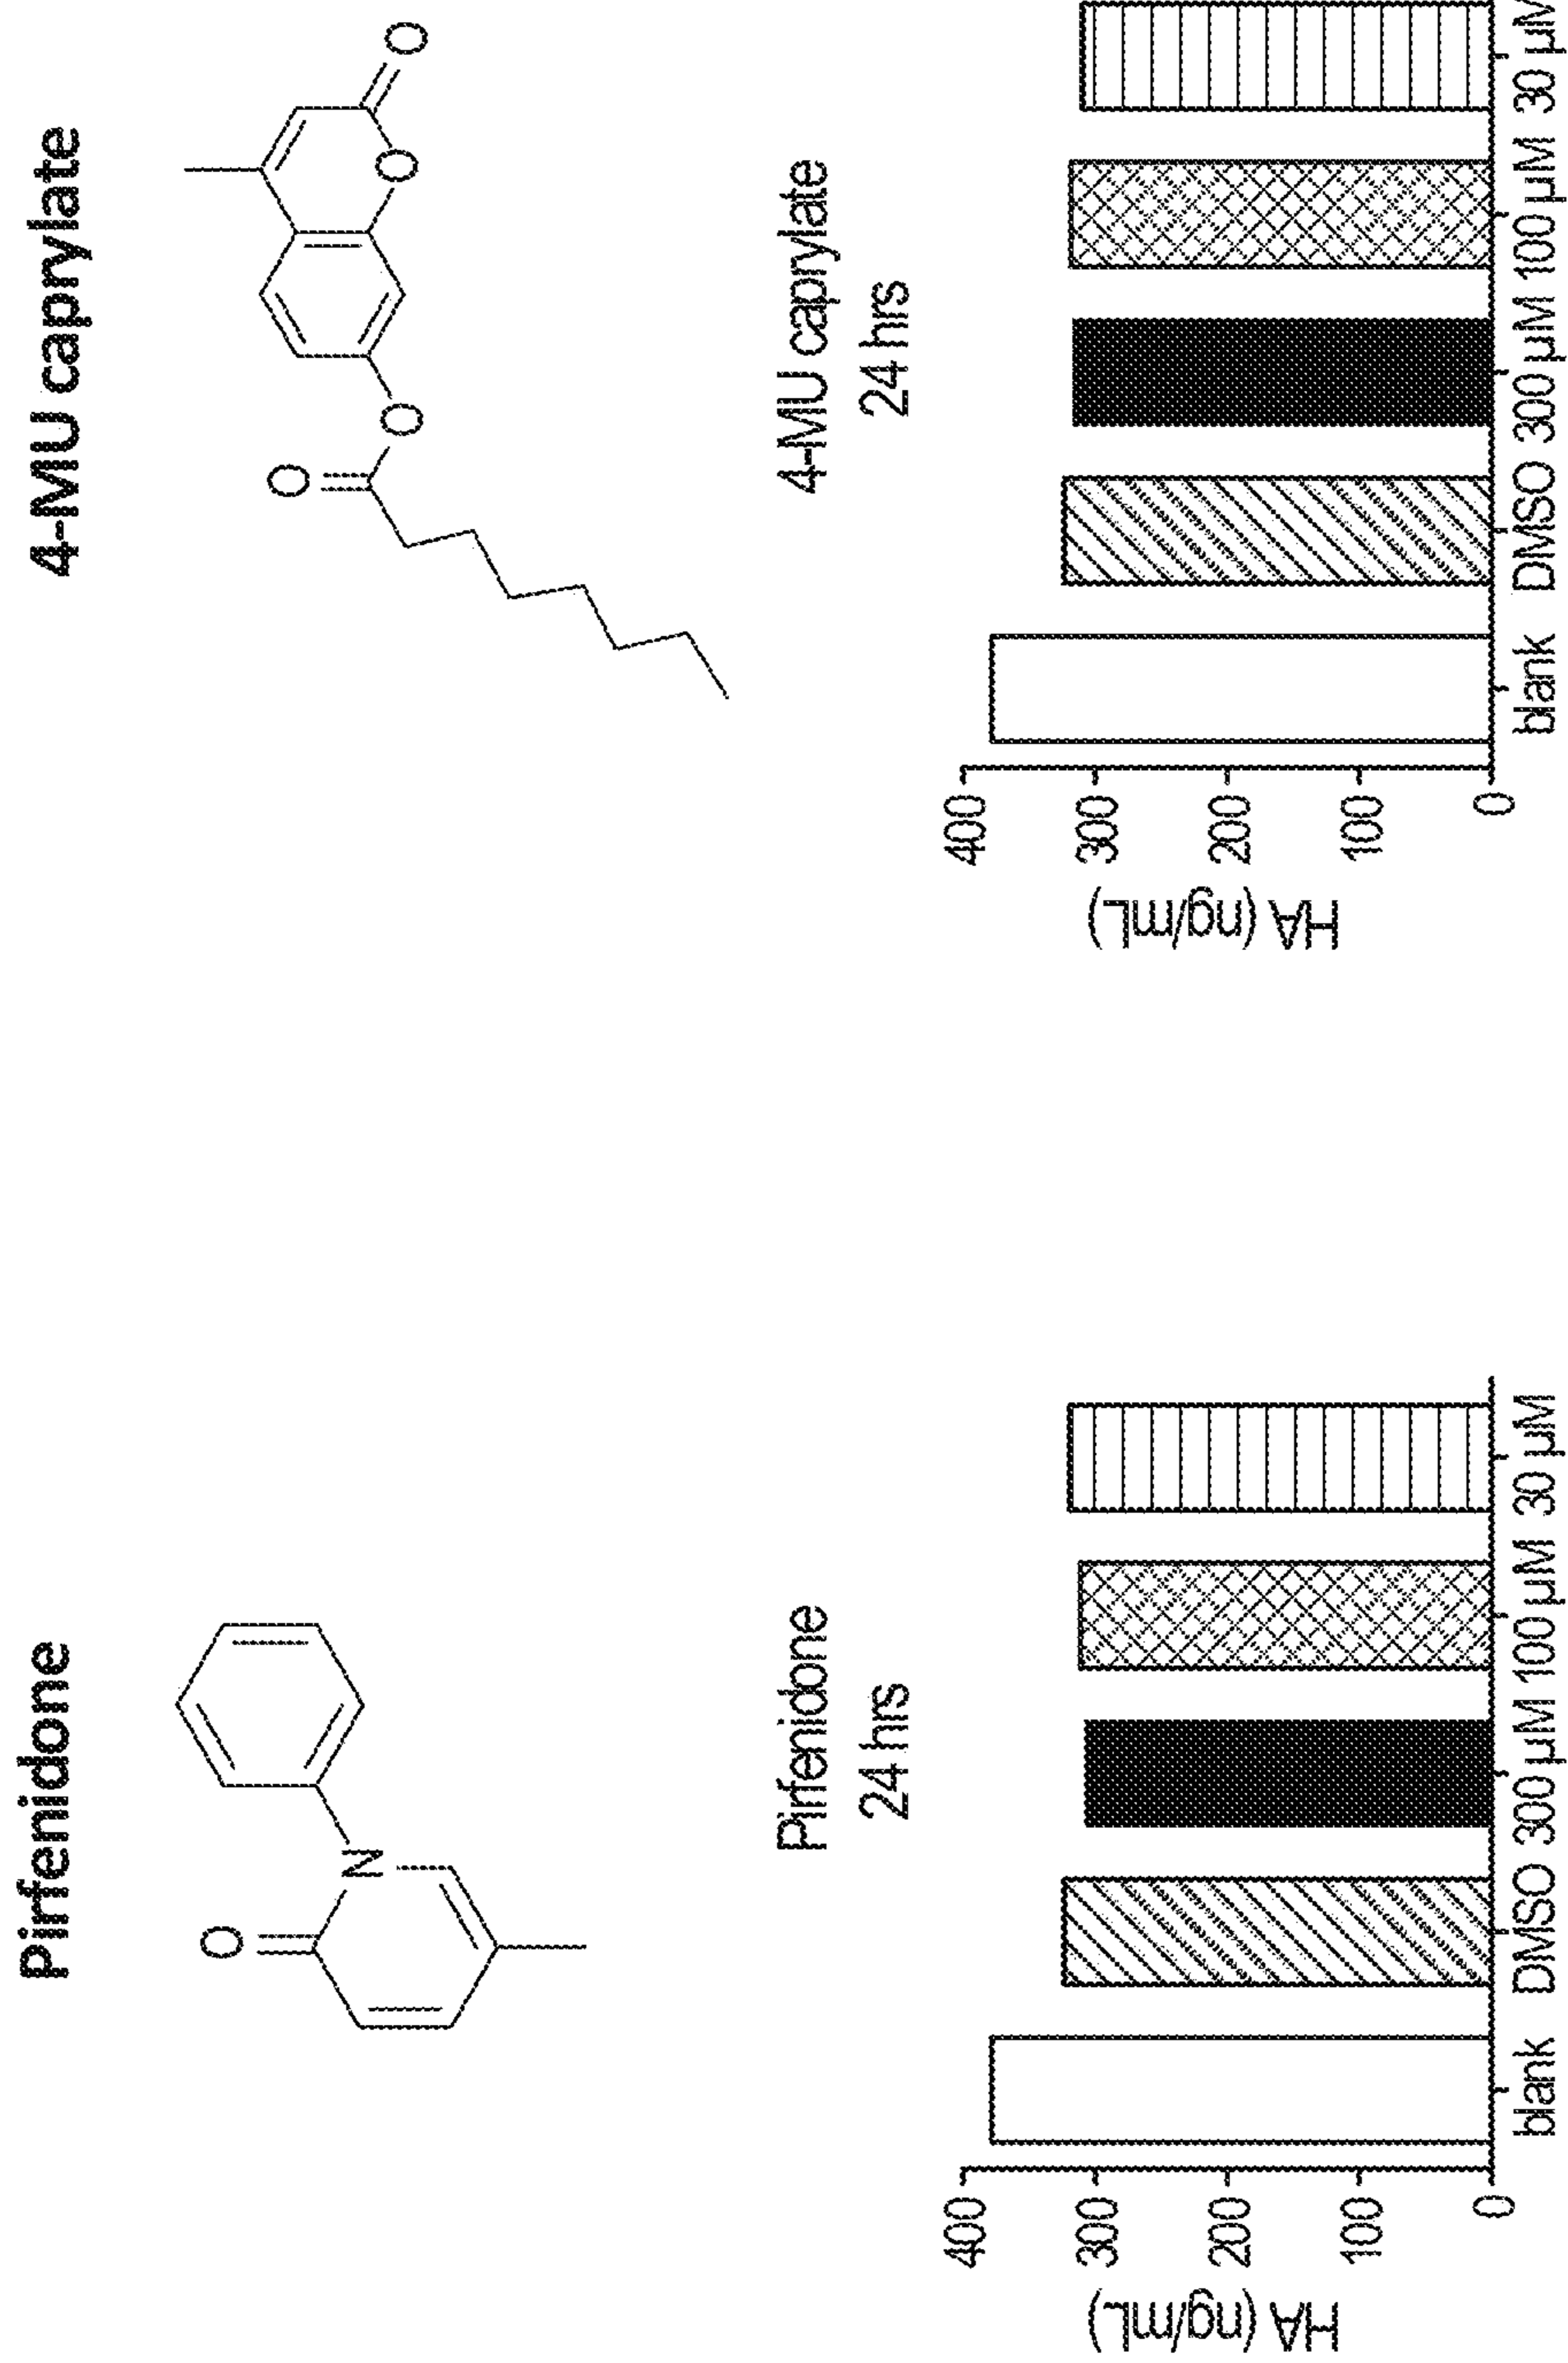 Pirfenidone
O
N
Pirfenidone
24 hrs
HA (ng/mL)
400
300
200
100
0
blank DMSO 300 µM 100 µM 30 µM
4-MU caprylate
O
O
O
O
4-MU caprylate
24 hrs
HA (ng/mL)
400
300
200
100
0
blank DMSO 300 µM 100 µM 30 µM